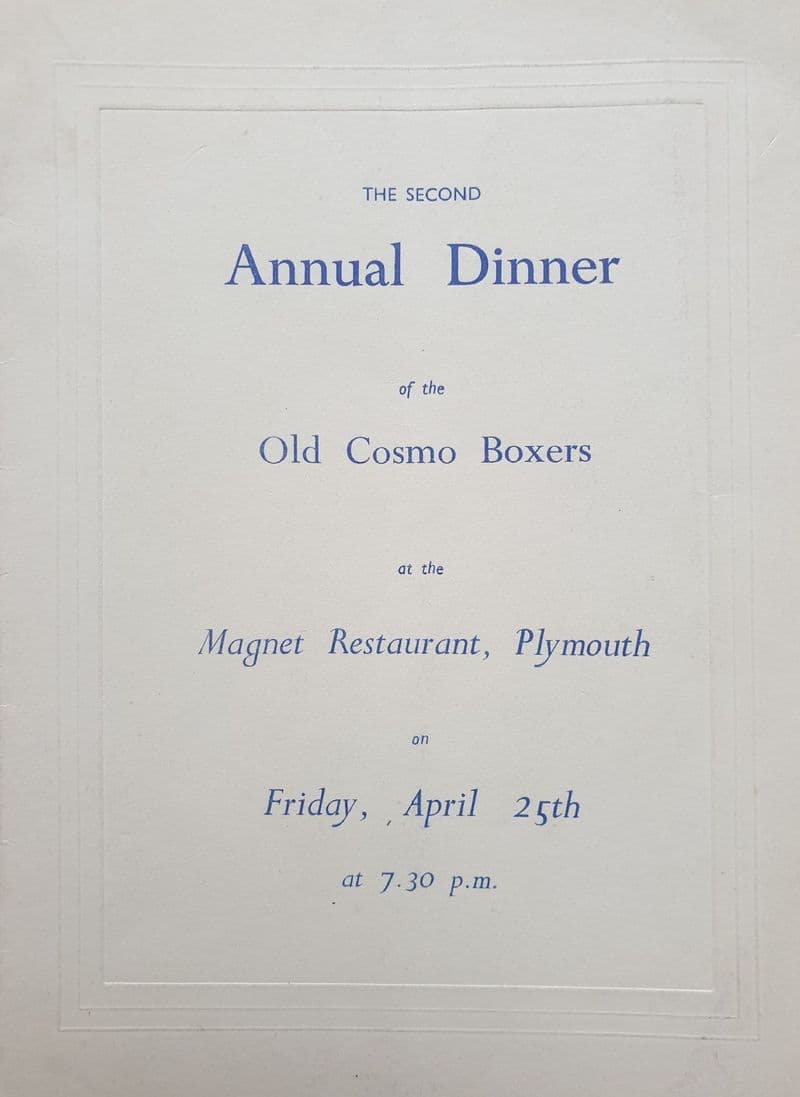 THE SECOND
Annual Dinner
of the
Old Cosmo Boxers
at the
Magnet Restaurant, Plymouth
on
Friday, April 25th
at 7.30 p.m.